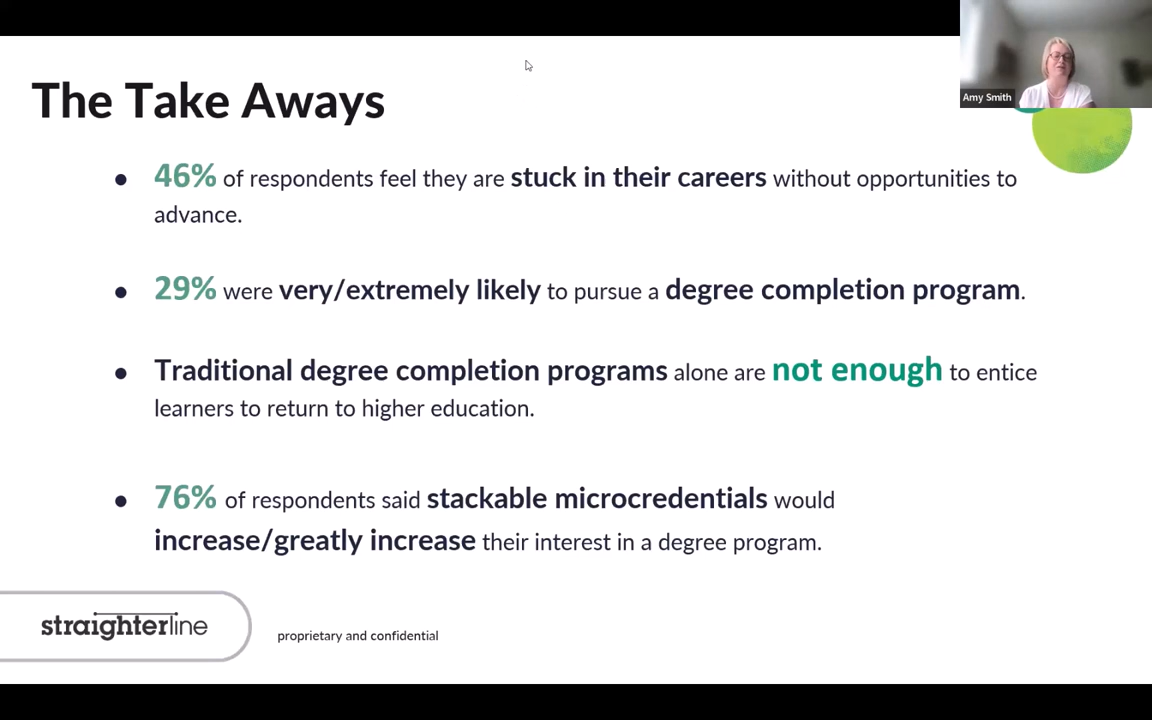 Amy Smith
The Take Aways
• 46% of respondents feel they are stuck in their careers without opportunities to
advance.
• 29% were very/extremely likely to pursue a degree completion program.
• Traditional degree completion programs alone are not enough to entice
learners to return to higher education.
• 76% of respondents said stackable microcredentials would
increase/greatly increase their interest in a degree program.
straighterline
proprietary and confidential